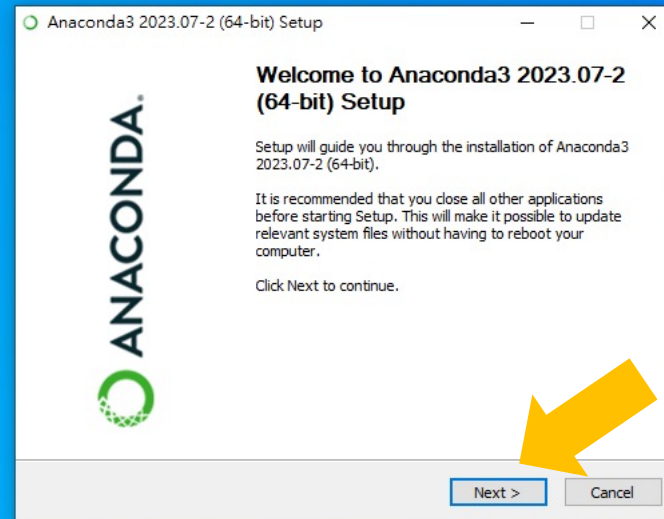 Anaconda3 2023.07-2 (64-bit) Setup
Welcome to Anaconda3 2023.07-2
(64-bit) Setup
ANACONDA.
Setup will guide you through the installation of Anaconda3
2023.07-2 (64-bit).
It is recommended that you close all other applications
before starting Setup. This will make it possible to update
relevant system files without having to reboot your
computer.
Click Next to continue.
Next >
Cancel